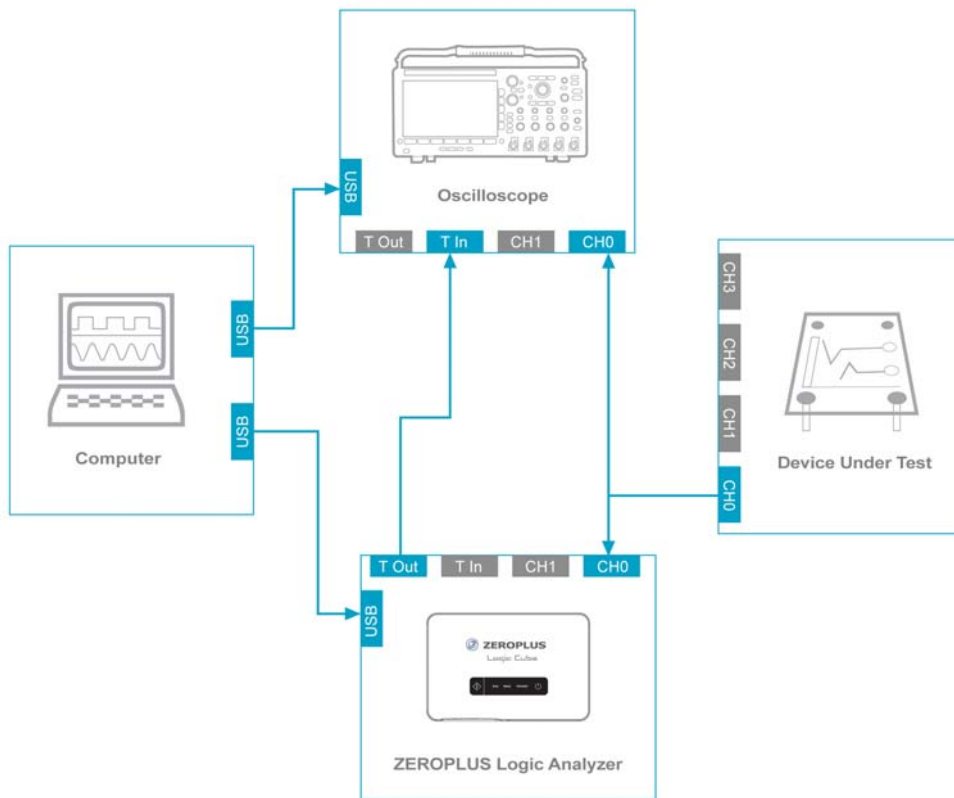 USB
Oscilloscope
T Out
T In
CH1
CH0
USB
USB
Computer
CH3
CH2
CH1
CH0
Device Under Test
T Out
T In
CH1
CH0
USB
ZEROPLUS
Logic Cube
ZEROPLUS Logic Analyzer